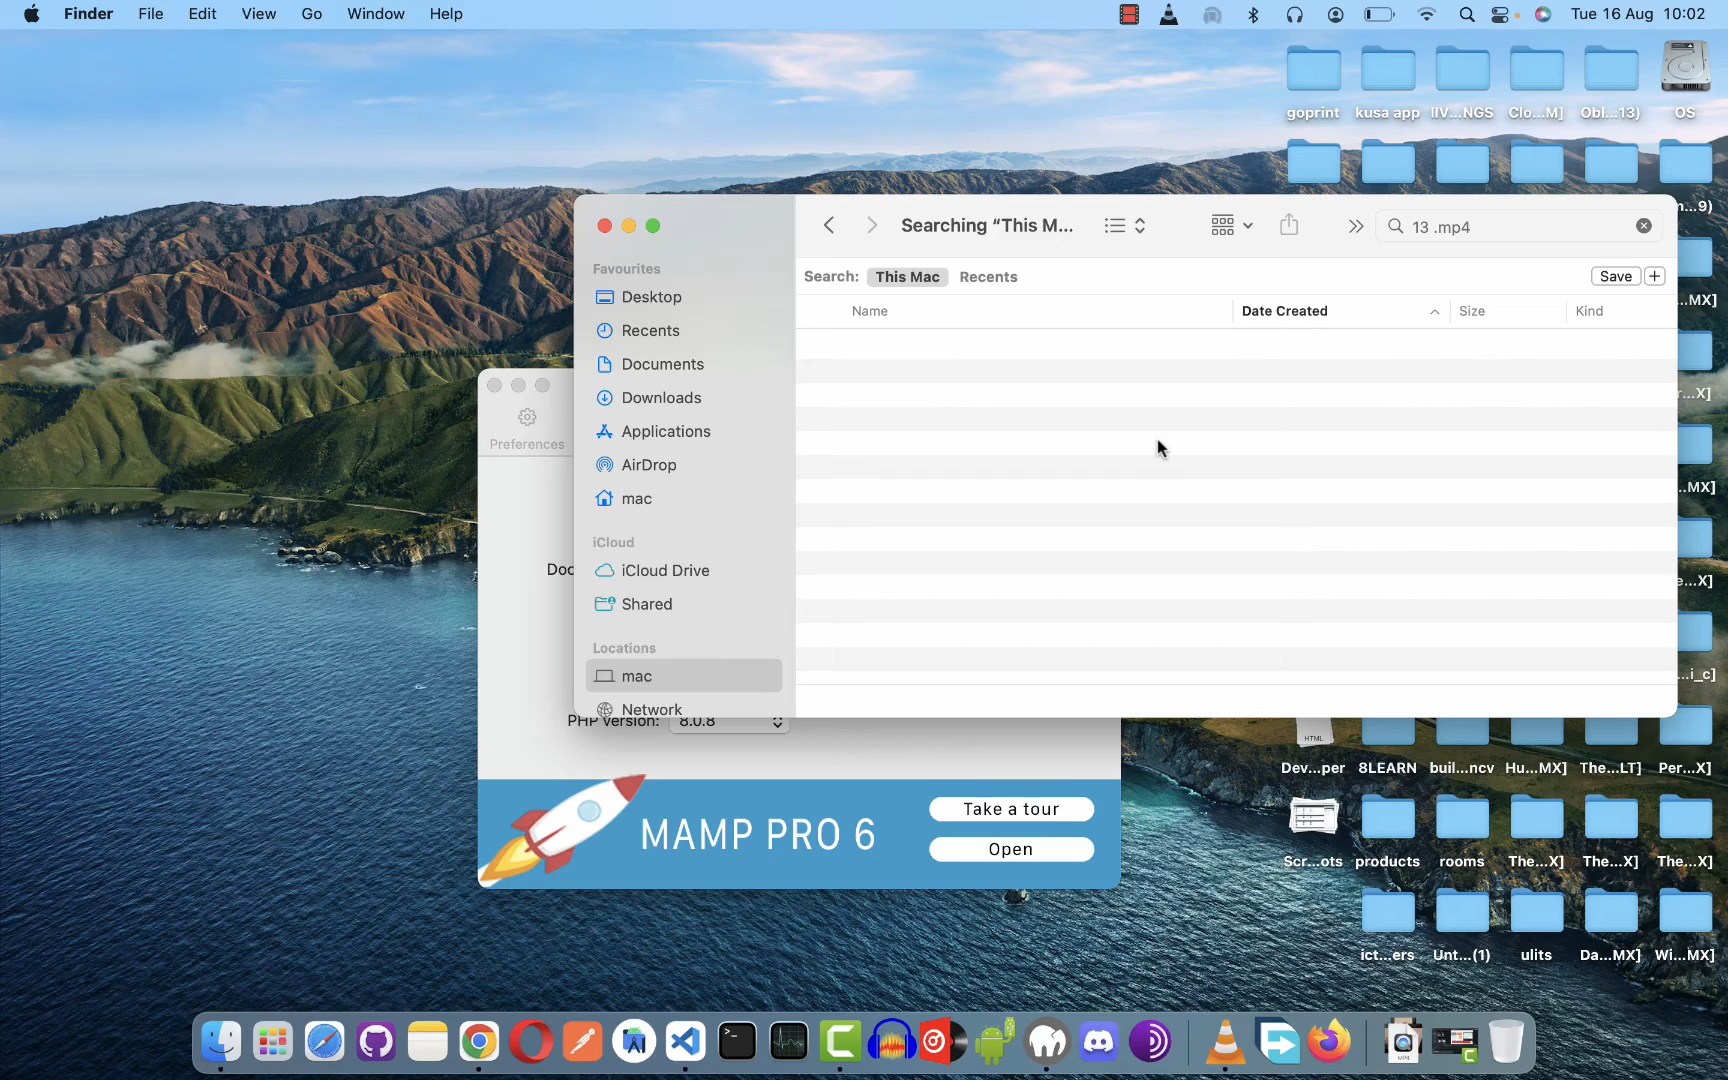 Finder File Edit View Go Window Help Tue 16 Aug 10:02
goprint kusa app IIV...NGS Clo...M] Obl...13) OS
Searching “This M... 13 .mp4
Search: This Mac Recents Save +
Name Date Created Size Kind
Favourites
Desktop
Recents
Documents
Downloads
Applications
AirDrop
mac
iCloud
iCloud Drive
Shared
Locations
mac
Network
Preferences
Doc
PHP version: 8.0.8
MAMP PRO 6
Take a tour
Open
...9)
...MX]
...X]
...MX]
...X]
...i_c]
HTML
Dev...per 8LEARN buil...ncv Hu...MX] The...LT] Per...X]
Scr...ots products rooms The...X] The...X] The...X]
ict...ers Unt...(1) ulits Da...MX] Wi...MX]
MP4